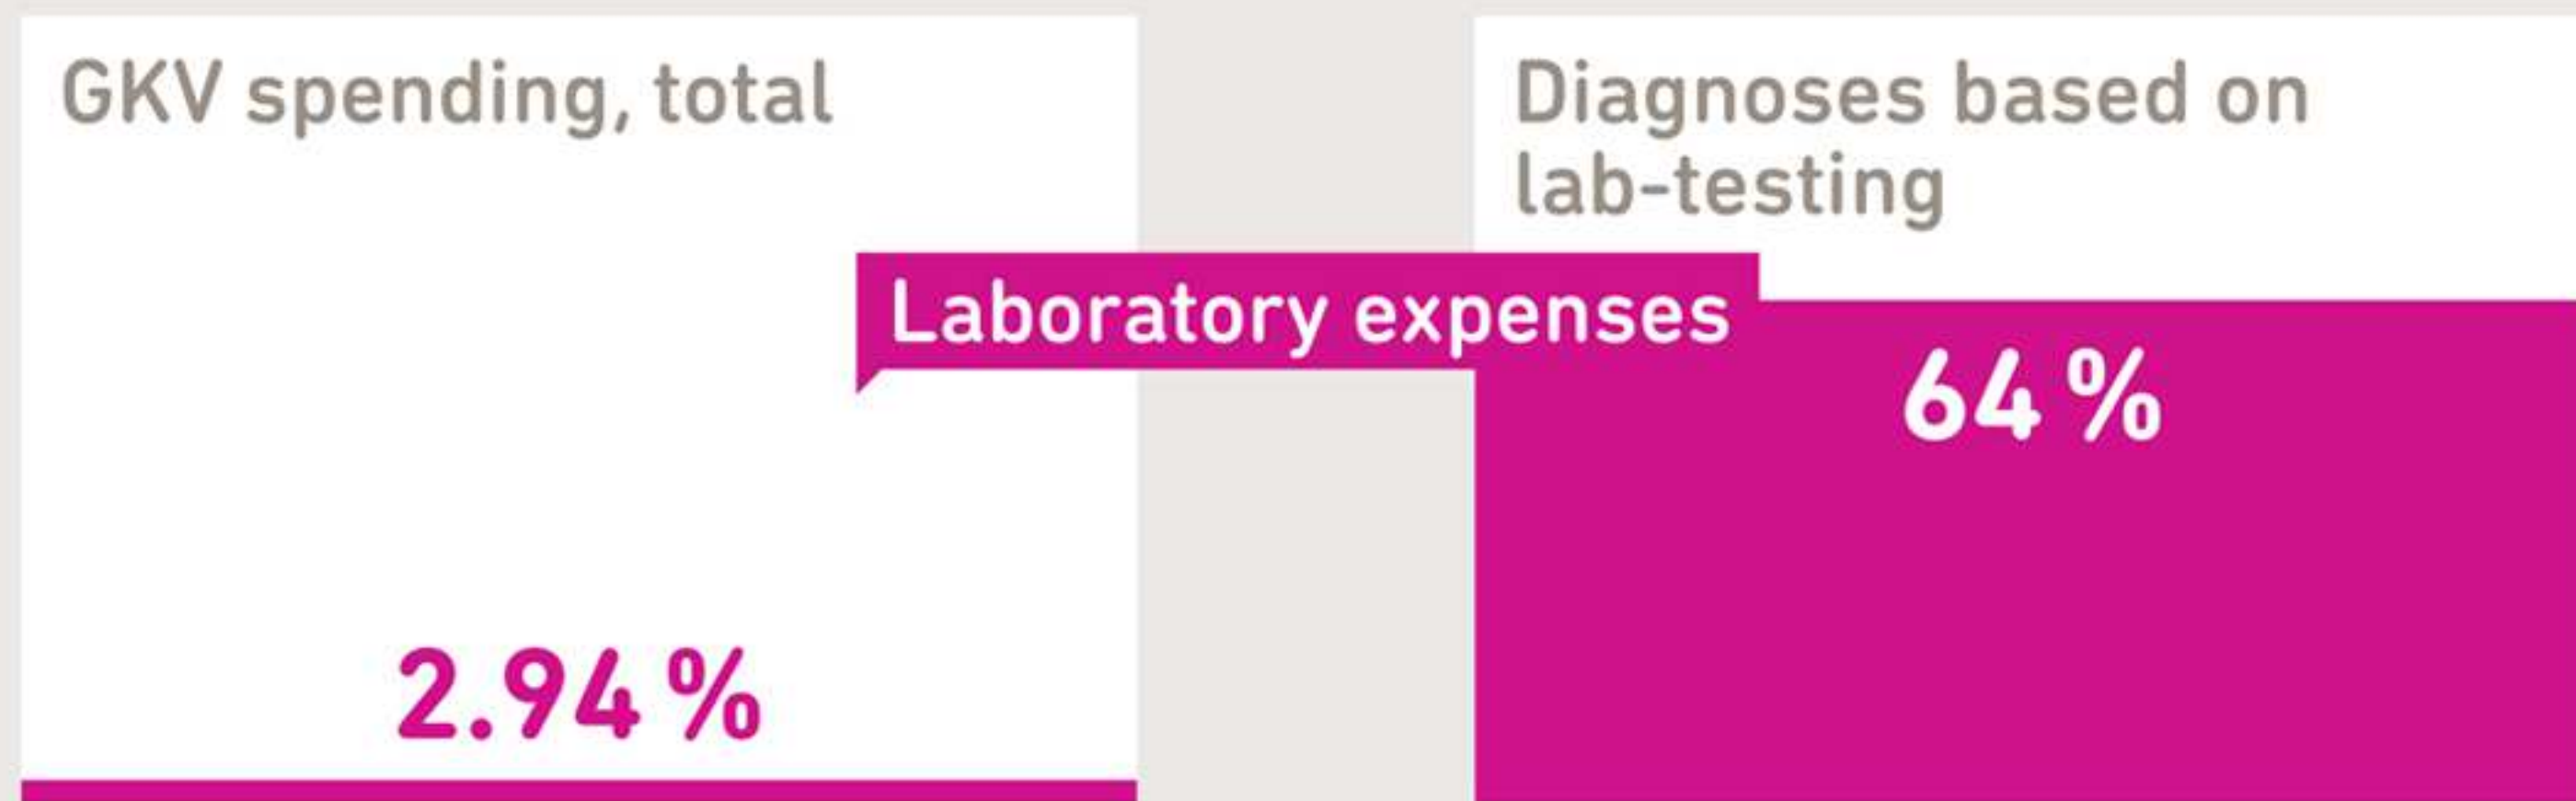 GKV spending, total
Diagnoses based on
lab-testing
Laboratory expenses
64 %
2.94 %